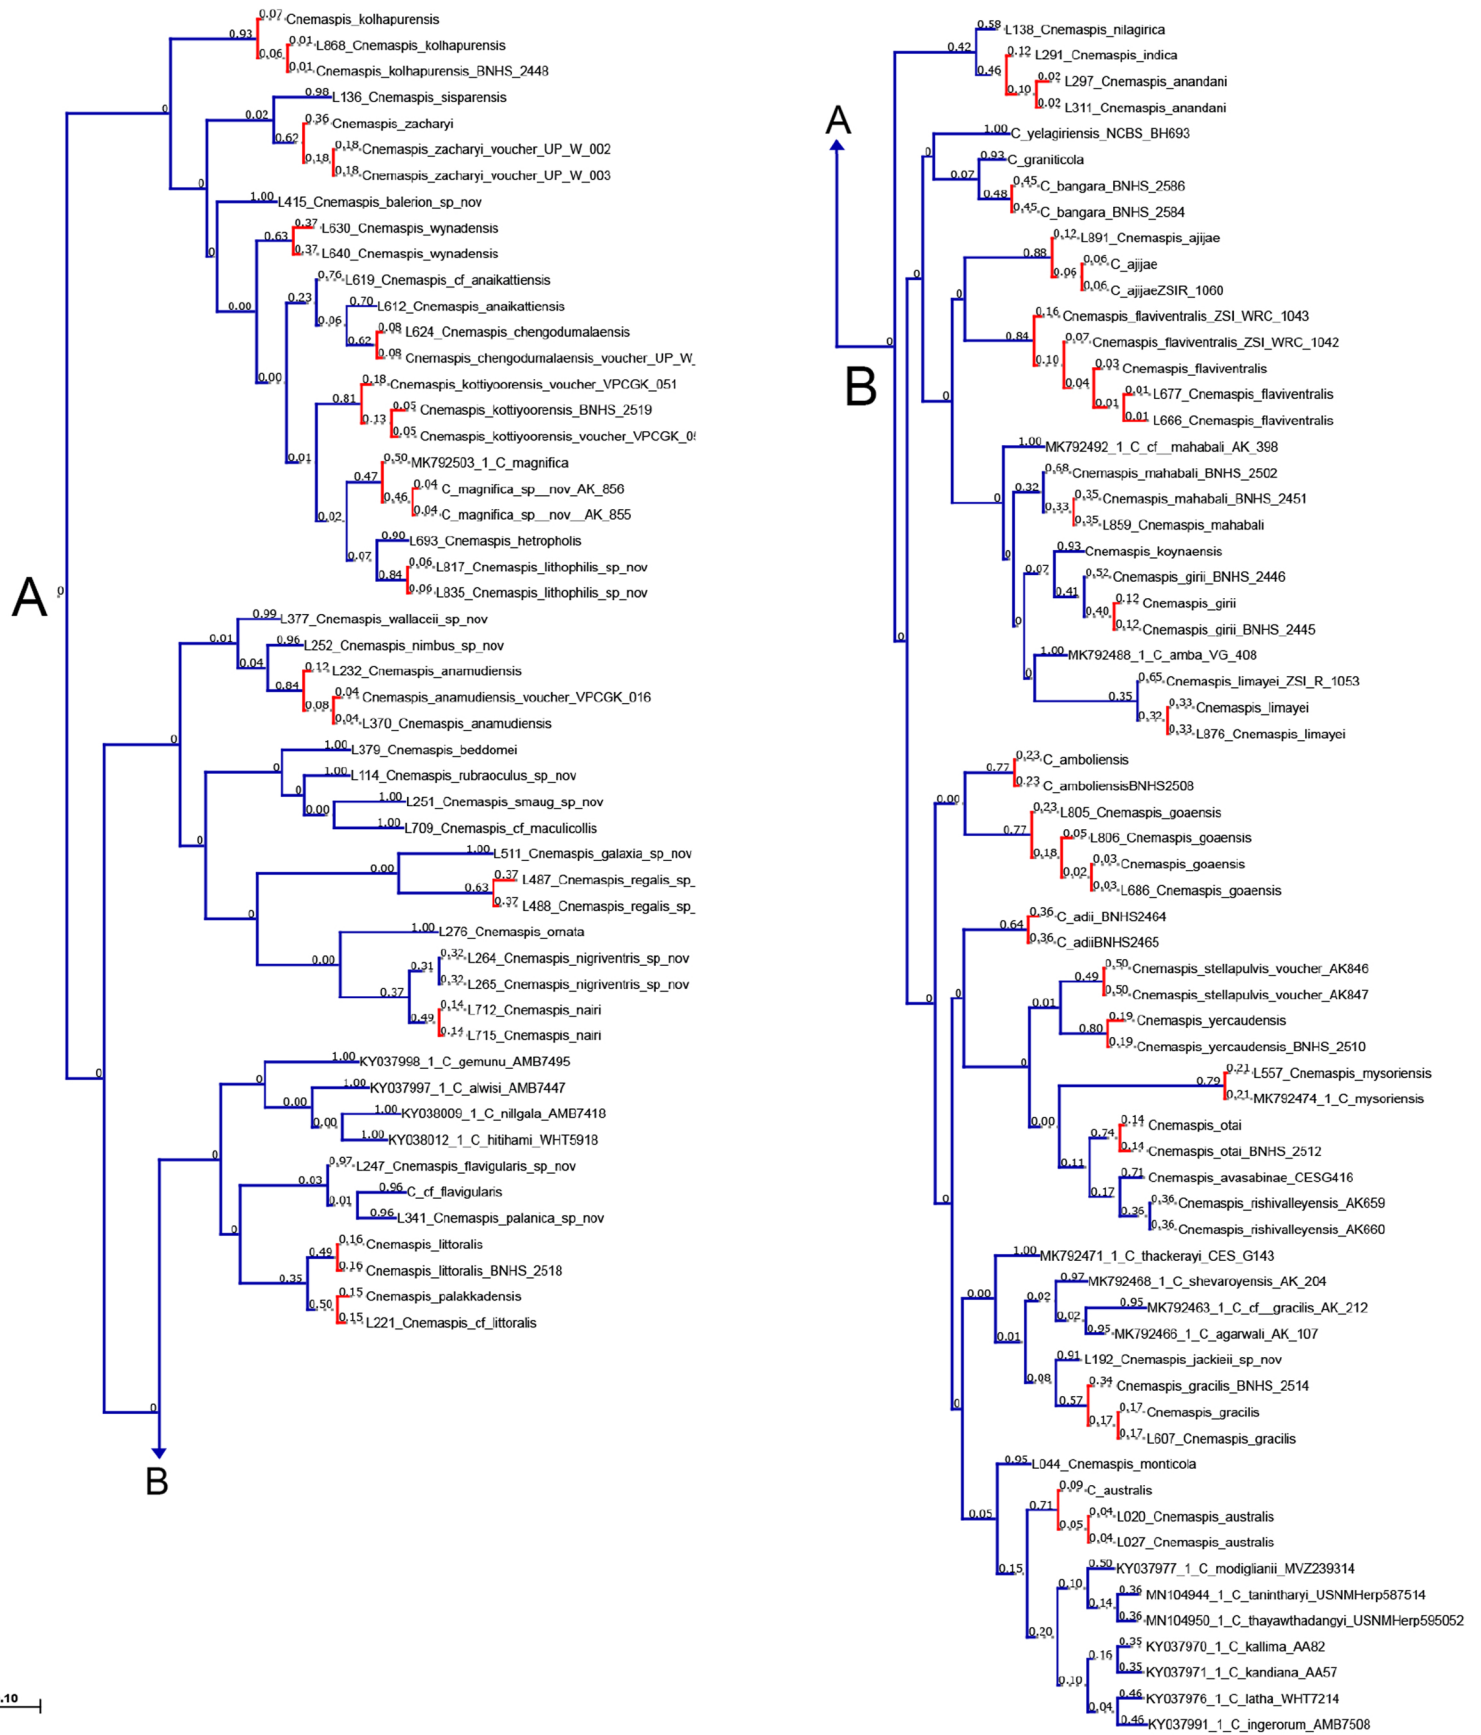 0.07 Cnemaspis_kolhapurensis
0.93
0.01 L868_Cnemaspis_kolhapurensis
0.06
0.01 Cnemaspis_kolhapurensis_BNHS_2448
0
0.98 L136_Cnemaspis_sisparensis
0.02
0.36 Cnemaspis_zacharyi
0.62
0.18 Cnemaspis_zacharyi_voucher_UP_W_002
0.18
0.18 Cnemaspis_zacharyi_voucher_UP_W_003
0
1.00 L415_Cnemaspis_balerion_sp_nov
0.37 L630_Cnemaspis_wynadensis
0.63
0.37 L640_Cnemaspis_wynadensis
0
0.76 L619_Cnemaspis_cf_anaikattiensis
0.23
0.00
0.70 L612_Cnemaspis_anaikattiensis
0.06
0.08 L624_Cnemaspis_chengodumalaensis
0.62
0.08 Cnemaspis_chengodumalaensis_voucher_UP_W_
0.00
0.18 Cnemaspis_kottiyoorensis_voucher_VPCGK_051
0.81
0.05 Cnemaspis_kottiyoorensis_BNHS_2519
0.13
0.05 Cnemaspis_kottiyoorensis_voucher_VPCGK_0
0.01
0.50 MK792503_1_C_magnifica
0.47
0.04 C_magnifica_sp__nov_AK_856
0.46
0.04 C_magnifica_sp__nov__AK_855
0.02
0.90 L693_Cnemaspis_hetropholis
0.07
0.06 L817_Cnemaspis_lithophilis_sp_nov
0.84
0.06 L835_Cnemaspis_lithophilis_sp_nov
A
0
0.99 L377_Cnemaspis_wallaceii_sp_nov
0.01
0.96 L252_Cnemaspis_nimbus_sp_nov
0.04
0.12 L232_Cnemaspis_anamudiensis
0.84
0.04 Cnemaspis_anamudiensis_voucher_VPCGK_016
0.08
0.04 L370_Cnemaspis_anamudiensis
0
1.00 L379_Cnemaspis_beddomei
0
1.00 L114_Cnemaspis_rubraoculus_sp_nov
0
1.00 L251_Cnemaspis_smaug_sp_nov
0.00
1.00 L709_Cnemaspis_cf_maculicollis
0
1.00 L511_Cnemaspis_galaxia_sp_nov
0.00
0.37 L487_Cnemaspis_regalis_sp_
0.63
0.37 L488_Cnemaspis_regalis_sp_
0
1.00 L276_Cnemaspis_ornata
0.00
0.32 L264_Cnemaspis_nigriventris_sp_nov
0.31
0.32 L265_Cnemaspis_nigriventris_sp_nov
0.37
0.14 L712_Cnemaspis_nairi
0.49
0.14 L715_Cnemaspis_nairi
0
1.00 KY037998_1_C_gemunu_AMB7495
0
1.00 KY037997_1_C_alwisi_AMB7447
0.00
1.00 KY038009_1_C_nillgala_AMB7418
0.00
1.00 KY038012_1_C_hitihami_WHT5918
0
0.97 L247_Cnemaspis_flavigularis_sp_nov
0.03
0.96 C_cf_flavigularis
0.01
0.96 L341_Cnemaspis_palanica_sp_nov
0
0.16 Cnemaspis_littoralis
0.49
0.16 Cnemaspis_littoralis_BNHS_2518
0.35
0.15 Cnemaspis_palakkadensis
0.50
0.15 L221_Cnemaspis_cf_littoralis
0
B
.10
A
B
0
0.58 L138_Cnemaspis_nilagirica
0.42
0.12 L291_Cnemaspis_indica
0.46
0.02 L297_Cnemaspis_anandani
0.10
0.02 L311_Cnemaspis_anandani
1.00 C_yelagiriensis_NCBS_BH693
0
0.93 C_graniticola
0.07
0.45 C_bangara_BNHS_2586
0.48
0.45 C_bangara_BNHS_2584
0
0.12 L891_Cnemaspis_ajijae
0.88
0.06 C_ajijae
0.06
0.06 C_ajijaeZSIR_1060
0
0.16 Cnemaspis_flaviventralis_ZSI_WRC_1043
0.84
0.07 Cnemaspis_flaviventralis_ZSI_WRC_1042
0.10
0.03 Cnemaspis_flaviventralis
0.04
0.01 L677_Cnemaspis_flaviventralis
0.01
0.01 L666_Cnemaspis_flaviventralis
0
1.00 MK792492_1_C_cf__mahabali_AK_398
0.68 Cnemaspis_mahabali_BNHS_2502
0.32
0
0.35 Cnemaspis_mahabali_BNHS_2451
0.33
0.35 L859_Cnemaspis_mahabali
0
0.93 Cnemaspis_koynaensis
0.07
0.52 Cnemaspis_girii_BNHS_2446
0.41
0.12 Cnemaspis_girii
0.40
0.12 Cnemaspis_girii_BNHS_2445
0
1.00 MK792488_1_C_amba_VG_408
0
0.65 Cnemaspis_limayei_ZSI_R_1053
0.35
0.33 Cnemaspis_limayei
0.32
0.33 L876_Cnemaspis_limayei
0
0.23 C_amboliensis
0.77
0.23 C_amboliensisBNHS2508
0.00
0.23 L805_Cnemaspis_goaensis
0.77
0.05 L806_Cnemaspis_goaensis
0.18
0.03 Cnemaspis_goaensis
0.02
0.03 L686_Cnemaspis_goaensis
0.36 C_adii_BNHS2464
0.64
0.36 C_adiiBNHS2465
0
0
0.50 Cnemaspis_stellapulvis_voucher_AK846
0.49
0.50 Cnemaspis_stellapulvis_voucher_AK847
0.01
0.19 Cnemaspis_yercaudensis
0.80
0.19 Cnemaspis_yercaudensis_BNHS_2510
0
0.21 L557_Cnemaspis_mysoriensis
0.79
0.21 MK792474_1_C_mysoriensis
0.00
0.14 Cnemaspis_otai
0.74
0.14 Cnemaspis_otai_BNHS_2512
0.11
0.71 Cnemaspis_avasabinae_CESG416
0.17
0.36 Cnemaspis_rishivalleyensis_AK659
0.36
0.36 Cnemaspis_rishivalleyensis_AK660
0
1.00 MK792471_1_C_thackerayi_CES_G143
0.00
0.97 MK792468_1_C_shevaroyensis_AK_204
0.02
0.95 MK792463_1_C_cf__gracilis_AK_212
0.02
0.95 MK792466_1_C_agarwali_AK_107
0.01
0.91 L192_Cnemaspis_jackieii_sp_nov
0.08
0.34 Cnemaspis_gracilis_BNHS_2514
0.57
0.17 Cnemaspis_gracilis
0.17
0.17 L607_Cnemaspis_gracilis
0
0.95 L044_Cnemaspis_monticola
0.05
0.09 C_australis
0.71
0.04 L020_Cnemaspis_australis
0.05
0.04 L027_Cnemaspis_australis
0.15
0.50 KY037977_1_C_modiglianii_MVZ239314
0.10
0.36 MN104944_1_C_tanintharyi_USNMHerp587514
0.14
0.36 MN104950_1_C_thayawthadangyi_USNMHerp595052
0.20
0.35 KY037970_1_C_kallima_AA82
0.16
0.35 KY037971_1_C_kandiana_AA57
0.10
0.46 KY037976_1_C_latha_WHT7214
0.04
0.46 KY037991_1_C_ingerorum_AMB7508